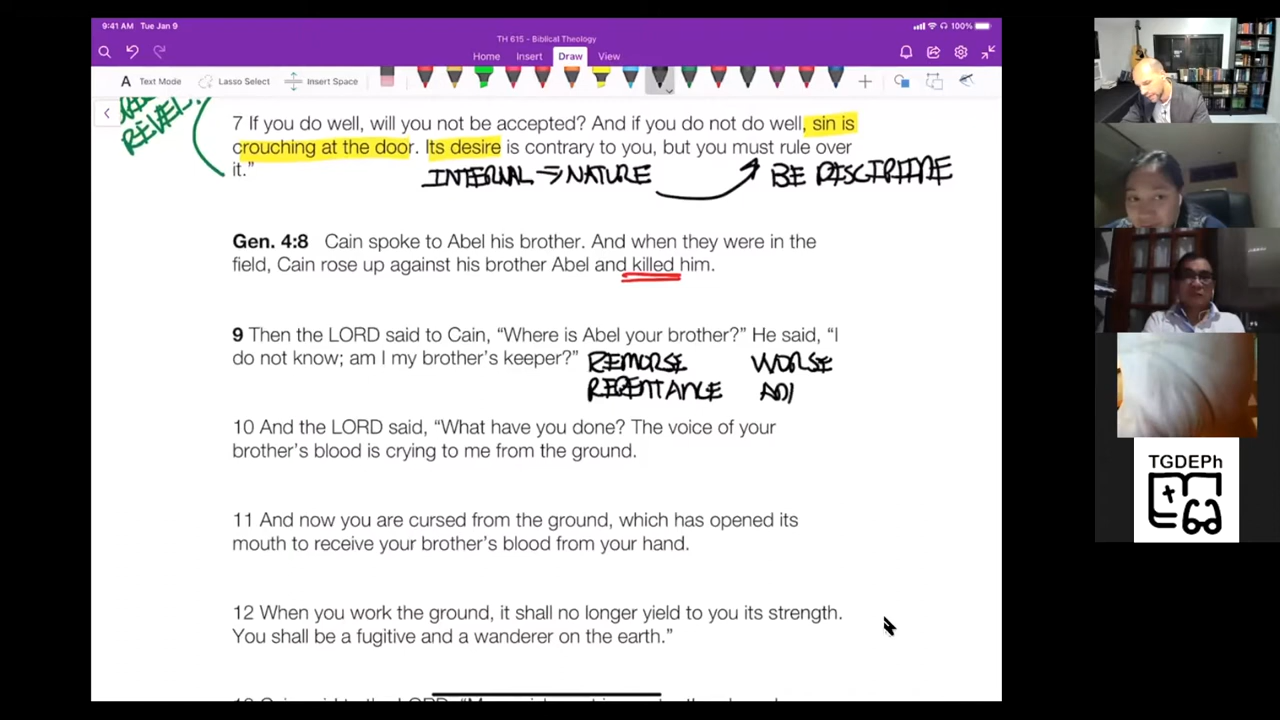 9:41 AM Tue Jan 9
100%
TH 615 - Biblical Theology
Home Insert Draw View
A Text Mode Lasso Select Insert Space
7 If you do well, will you not be accepted? And if you do not do well, sin is
crouching at the door. Its desire is contrary to you, but you must rule over
it.”
INTERNAL ⇒ NATURE BE DISCIPLINE
Gen. 4:8 Cain spoke to Abel his brother. And when they were in the
field, Cain rose up against his brother Abel and killed him.
9 Then the LORD said to Cain, “Where is Abel your brother?” He said, “I
do not know; am I my brother’s keeper?”
REMORSE WORSE
REPENTANCE ADI
10 And the LORD said, “What have you done? The voice of your
brother’s blood is crying to me from the ground.
11 And now you are cursed from the ground, which has opened its
mouth to receive your brother’s blood from your hand.
12 When you work the ground, it shall no longer yield to you its strength.
You shall be a fugitive and a wanderer on the earth.”
TGDEPh